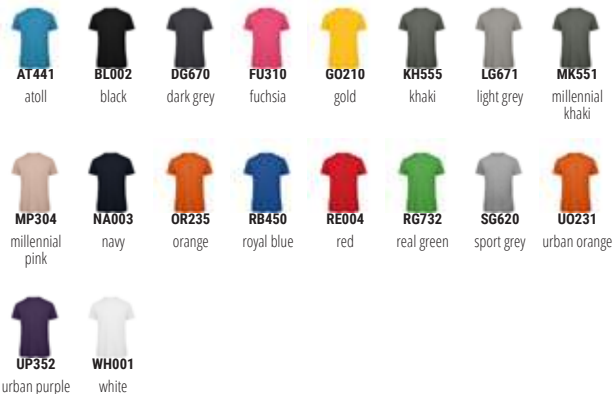 AT441 BL002 DG670 FU310 GO210 KH555 LG671 MK551
atoll black dark grey fuchsia gold khaki light grey millennial
khaki
MP304 NA003 OR235 RB450 RE004 RG732 SG620 UO231
millennial navy orange royal blue red real green sport grey urban orange
pink
UP352 WH001
urban purple white